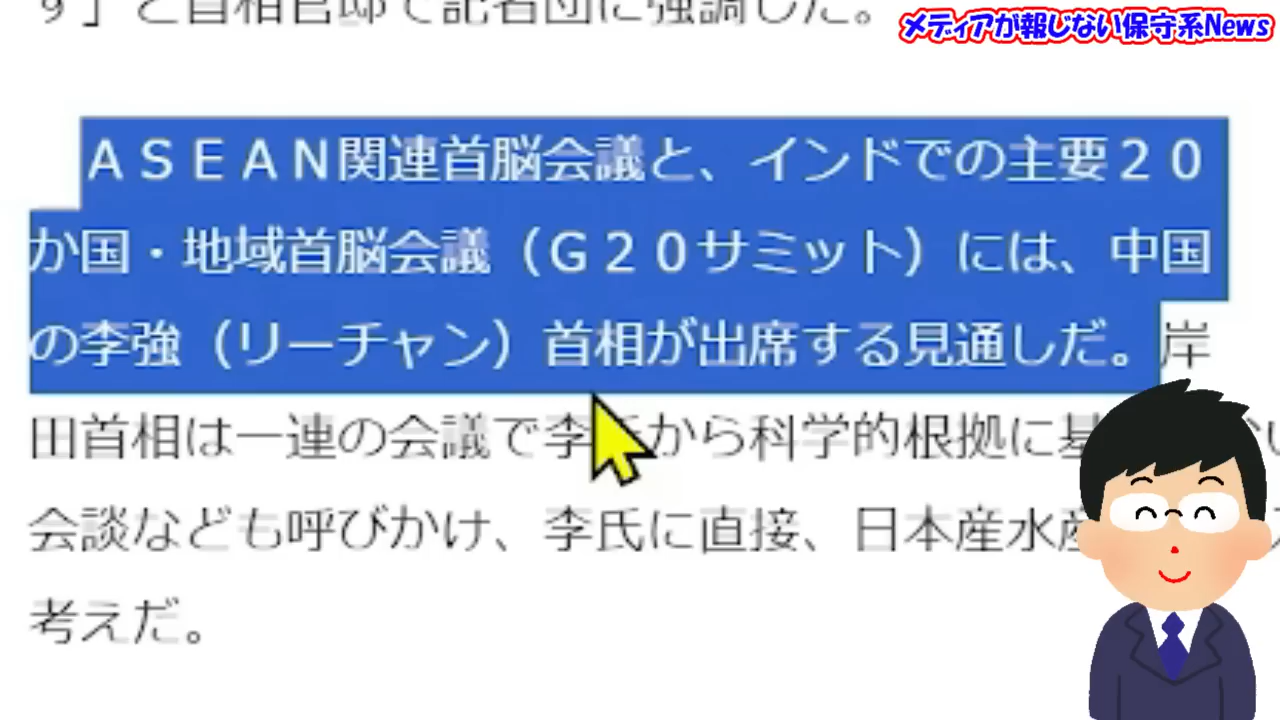 す」と首相官邸で記者団に強調した。
メディアが報じない保守系News
ＡＳＥＡＮ関連首脳会議と、インドでの主要２０
か国・地域首脳会議（Ｇ２０サミット）には、中国
の李強（リーチャン）首相が出席する見通しだ。岸
田首相は一連の会議で李氏から科学的根拠に基
会談なども呼びかけ、李氏に直接、日本産水産
考えだ。